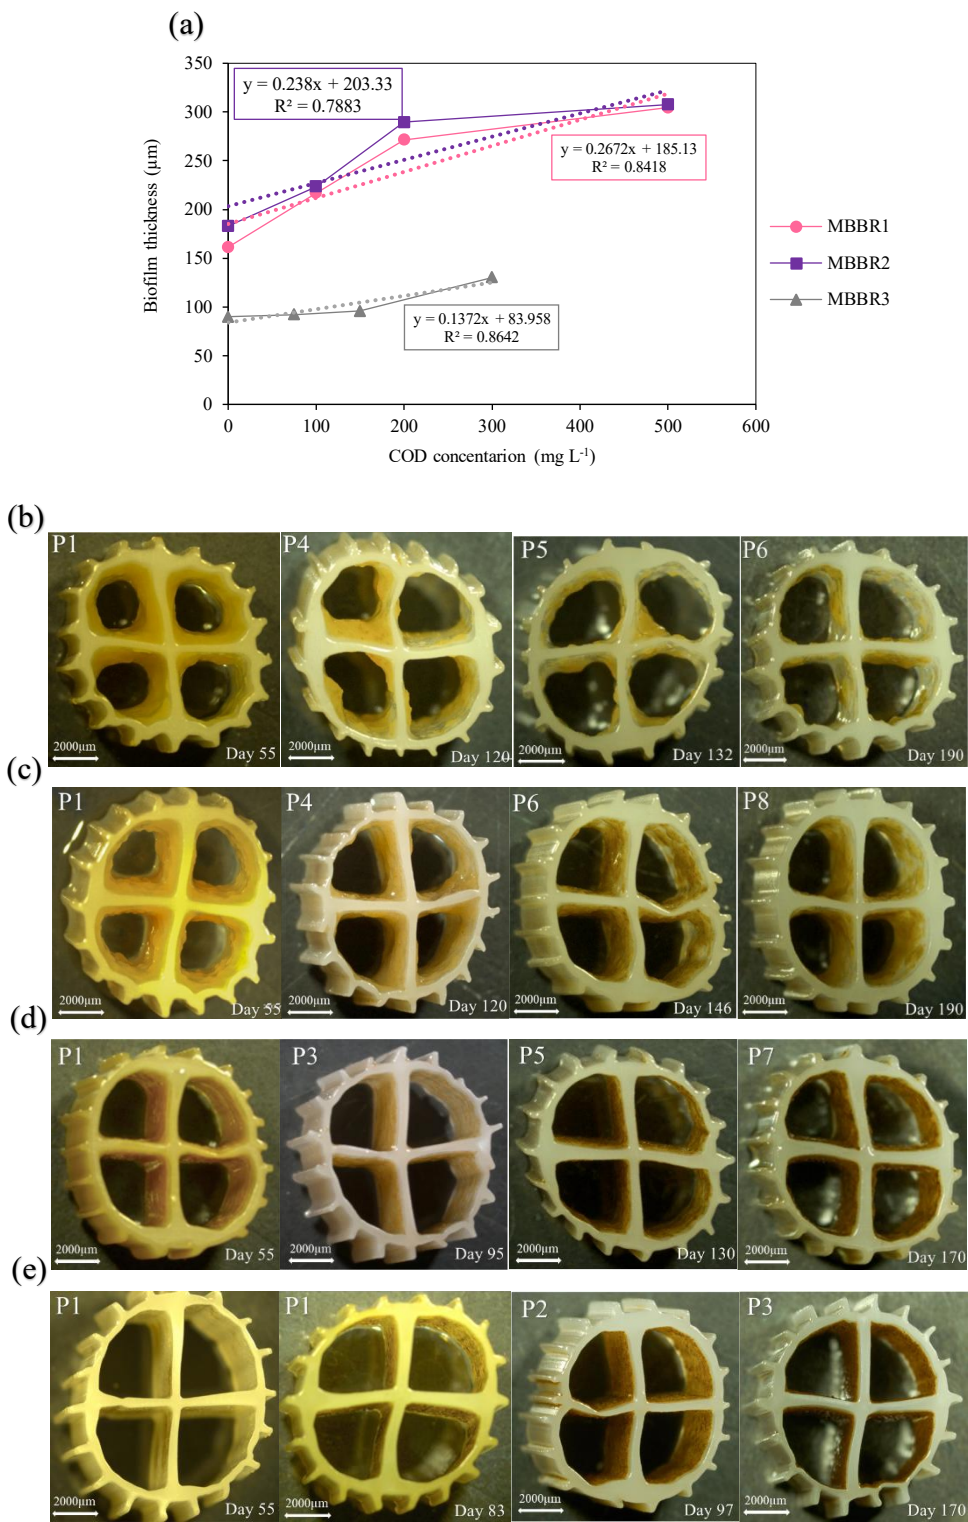 (a)
350
300
250
200
150
100
50
0
Biofilm thickness (µm)
y = 0.238x + 203.33
R² = 0.7883
y = 0.2672x + 185.13
R² = 0.8418
y = 0.1372x + 83.958
R² = 0.8642
MBBR1
MBBR2
MBBR3
0 100 200 300 400 500 600
COD concentarion (mg L⁻¹)
(b)
P1 P4 P5 P6
2000µm Day 55 2000µm Day 120 2000µm Day 132 2000µm Day 190
(c)
P1 P4 P6 P8
2000µm Day 55 2000µm Day 120 2000µm Day 146 2000µm Day 190
(d)
P1 P3 P5 P7
2000µm Day 55 2000µm Day 95 2000µm Day 130 2000µm Day 170
(e)
P1 P1 P2 P3
2000µm Day 55 2000µm Day 83 2000µm Day 97 2000µm Day 170